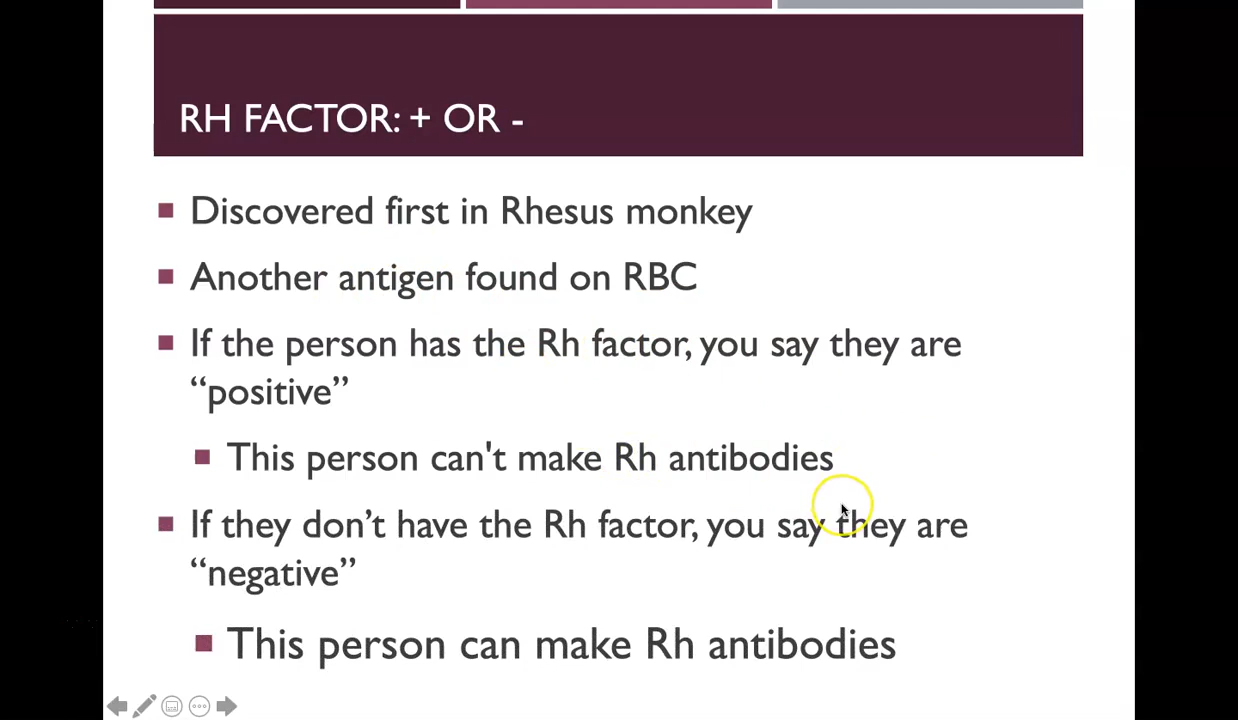 RH FACTOR: + OR -
Discovered first in Rhesus monkey
Another antigen found on RBC
If the person has the Rh factor, you say they are
“positive”
This person can't make Rh antibodies
If they don’t have the Rh factor, you say they are
“negative”
This person can make Rh antibodies